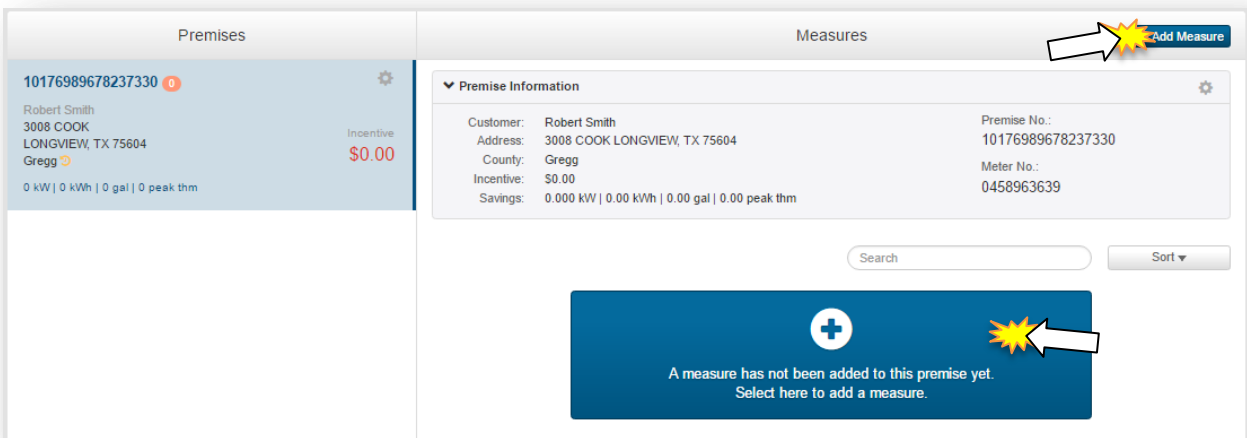 Premises
Measures
Add Measure
10176989678237330 0
Robert Smith
3008 COOK
LONGVIEW, TX 75604
Gregg
Incentive
$0.00
0 kW | 0 kWh | 0 gal | 0 peak thm
Premise Information
Customer: Robert Smith
Address: 3008 COOK LONGVIEW, TX 75604
County: Gregg
Incentive: $0.00
Savings: 0.000 kW | 0.00 kWh | 0.00 gal | 0.00 peak thm
Premise No.:
10176989678237330
Meter No.:
0458963639
Search
Sort
A measure has not been added to this premise yet.
Select here to add a measure.